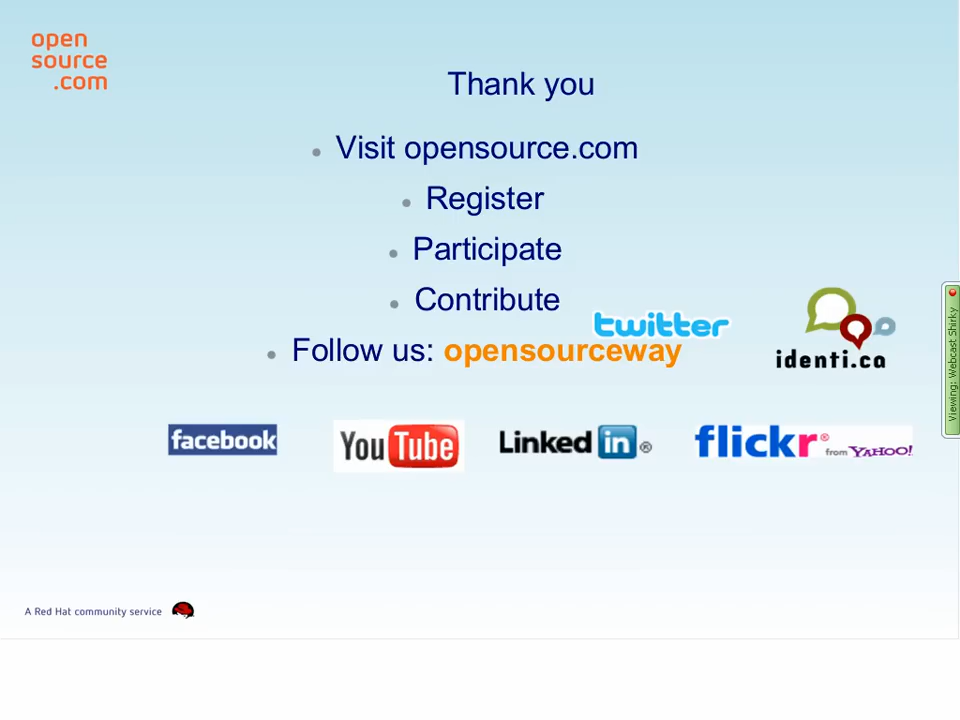 open
source
.com
Thank you
• Visit opensource.com
• Register
• Participate
• Contribute
twitter
• Follow us: opensourceway
identi.ca
facebook
YouTube
Linked in®
flickr® from YAHOO!
A Red Hat community service
Viewing: Webcast Shirky